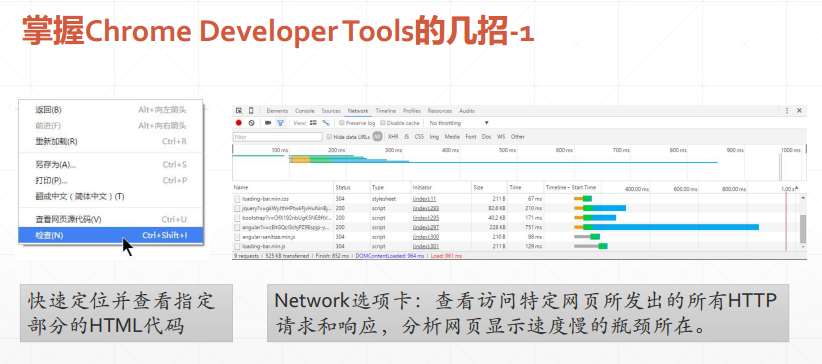 掌握Chrome Developer Tools的几招-1
返回(B) Alt+向左箭头
前进(F) Alt+向右箭头
重新加载(R) Ctrl+R
另存为(A)... Ctrl+S
打印(P)... Ctrl+P
翻成中文（简体中文）(T)
查看网页源代码(V) Ctrl+U
检查(N) Ctrl+Shift+I
Elements Console Sources Network Timeline Profiles Resources Audits
View: Preserve log Disable cache No throttling
Filter Hide data URLs All XHR JS CSS Img Media Font Doc WS Other
100 ms 200 ms 300 ms 400 ms 500 ms 600 ms 700 ms 800 ms 900 ms 1000 ms
Name Status Type Initiator Size Time Timeline – Start Time 400.00 ms 600.00 ms 800.00 ms 1.00 s
loading-bar.min.css 304 stylesheet (index):11 211 B 67 ms
200 script (index):293 82.6 KB 210 ms
200 script (index):295 40.2 KB 171 ms
200 script (index):297 228 KB 751 ms
angular-sanitize.min.js 304 script (index):300 210 B 98 ms
loading-bar.min.js 304 script (index):301 211 B 129 ms
9 requests | 525 KB transferred | Finish: 852 ms | DOMContentLoaded: 964 ms | Load: 961 ms
快速定位并查看指定
部分的HTML代码
Network选项卡：查看访问特定网页所发出的所有HTTP
请求和响应，分析网页显示速度慢的瓶颈所在。